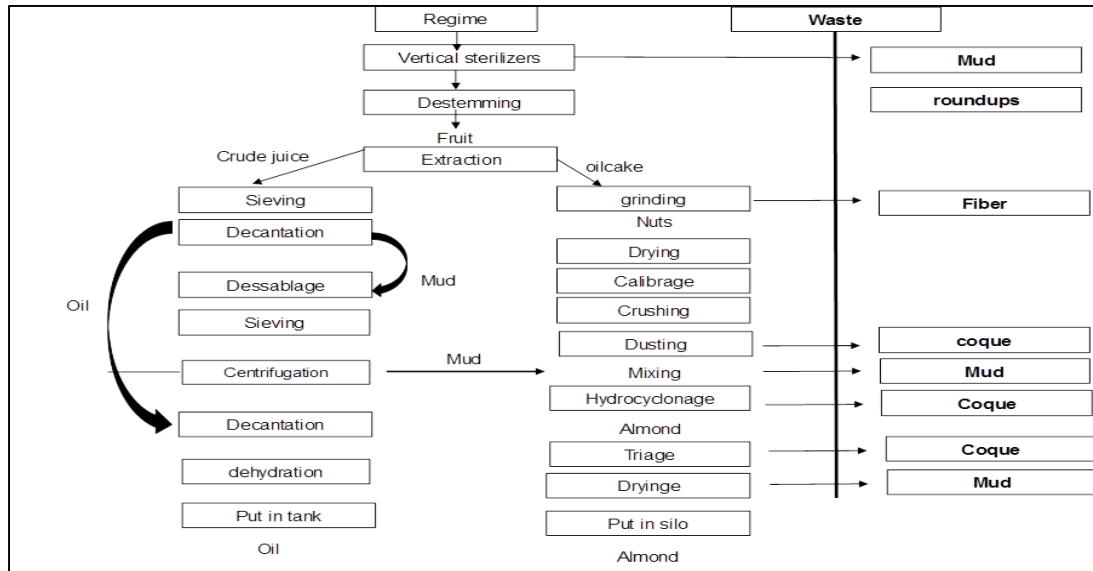 Regime
Waste
Vertical sterilizers
Mud
Destemming
roundups
Fruit
Crude juice
Extraction
oilcake
Sieving
grinding
Fiber
Nuts
Decantation
Drying
Mud
Dessablage
Calibrage
Oil
Sieving
Crushing
Dusting
coque
Mud
Centrifugation
Mixing
Mud
Hydrocyclonage
Coque
Decantation
Almond
Triage
Coque
dehydration
Dryinge
Mud
Put in tank
Put in silo
Oil
Almond